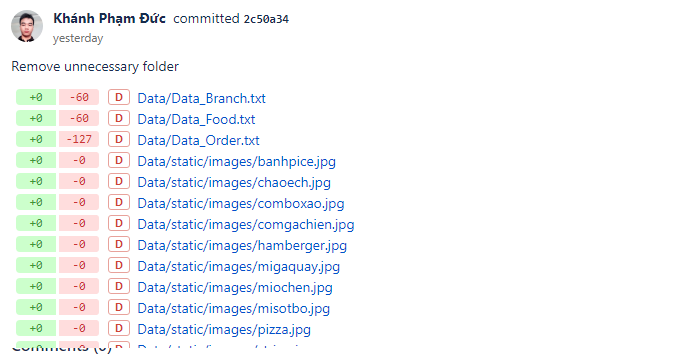 Khánh Phạm Đức committed 2c50a34
yesterday
Remove unnecessary folder
+0 -60 D Data/Data_Branch.txt
+0 -60 D Data/Data_Food.txt
+0 -127 D Data/Data_Order.txt
+0 -0 D Data/static/images/banhpice.jpg
+0 -0 D Data/static/images/chaoech.jpg
+0 -0 D Data/static/images/comboxao.jpg
+0 -0 D Data/static/images/comgachien.jpg
+0 -0 D Data/static/images/hamberger.jpg
+0 -0 D Data/static/images/migaquay.jpg
+0 -0 D Data/static/images/miochen.jpg
+0 -0 D Data/static/images/misotbo.jpg
+0 -0 D Data/static/images/pizza.jpg
Comments (0)